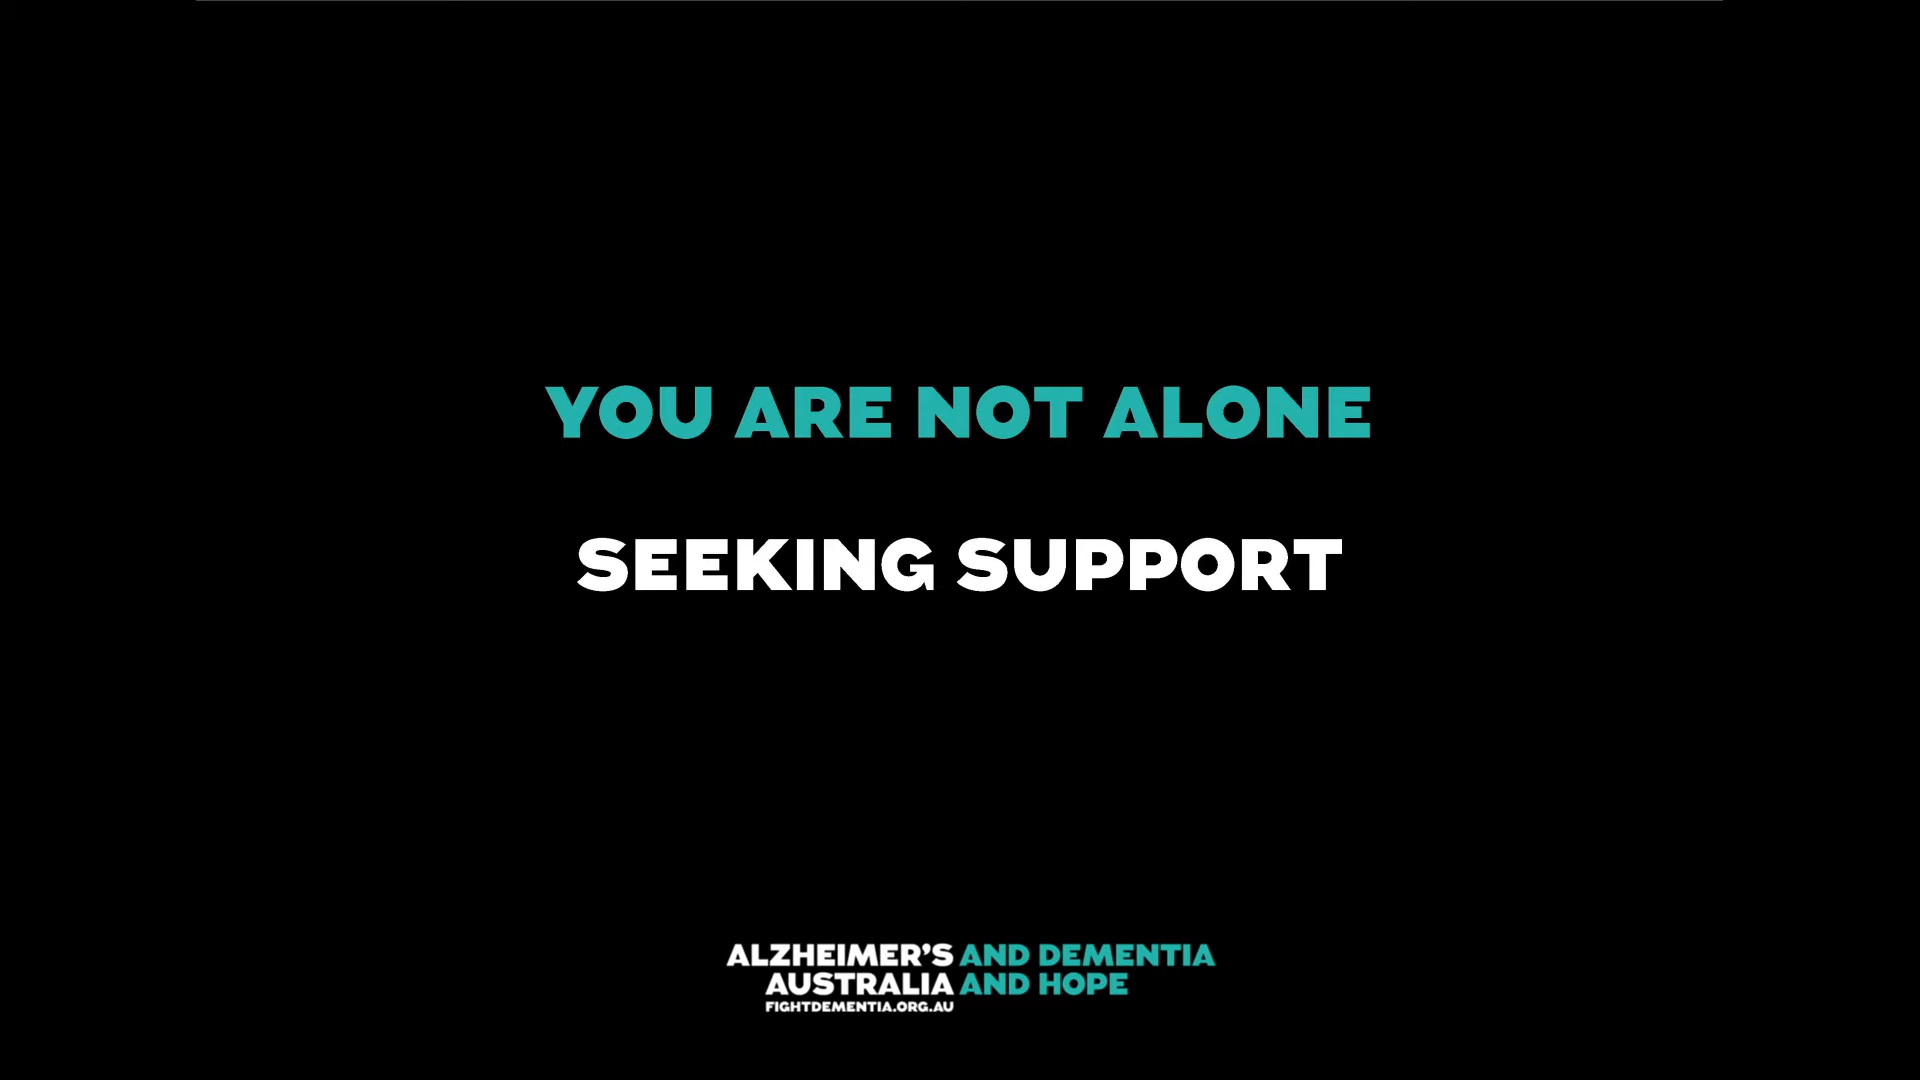 YOU ARE NOT ALONE
SEEKING SUPPORT
ALZHEIMER'S AND DEMENTIA
AUSTRALIA AND HOPE
FIGHTDEMENTIA.ORG.AU